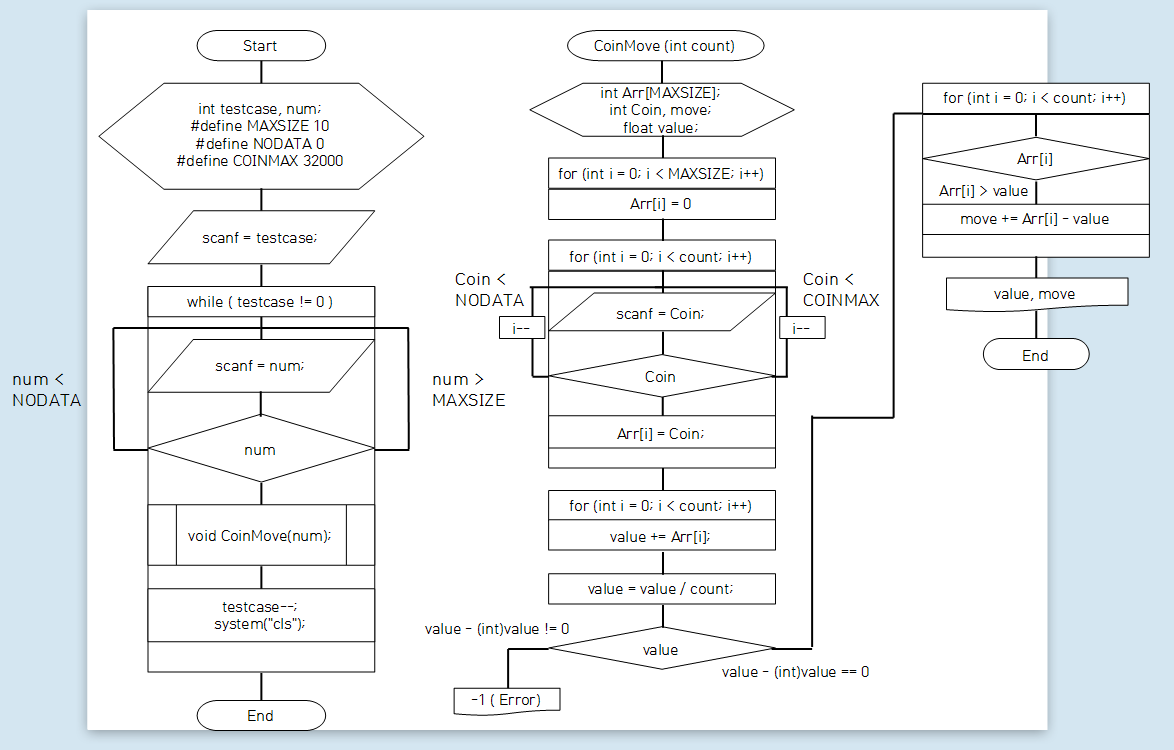 Start
int testcase, num;
#define MAXSIZE 10
#define NODATA 0
#define COINMAX 32000
scanf = testcase;
while ( testcase != 0 )
scanf = num;
num <
NODATA
num >
MAXSIZE
num
void CoinMove(num);
testcase--;
system("cls");
End
CoinMove (int count)
int Arr[MAXSIZE];
int Coin, move;
float value;
for (int i = 0; i < MAXSIZE; i++)
Arr[i] = 0
for (int i = 0; i < count; i++)
Coin <
NODATA
Coin <
COINMAX
scanf = Coin;
i--
i--
Coin
Arr[i] = Coin;
for (int i = 0; i < count; i++)
value += Arr[i];
value = value / count;
value - (int)value != 0
value
value - (int)value == 0
-1 ( Error)
for (int i = 0; i < count; i++)
Arr[i]
Arr[i] > value
move += Arr[i] - value
value, move
End